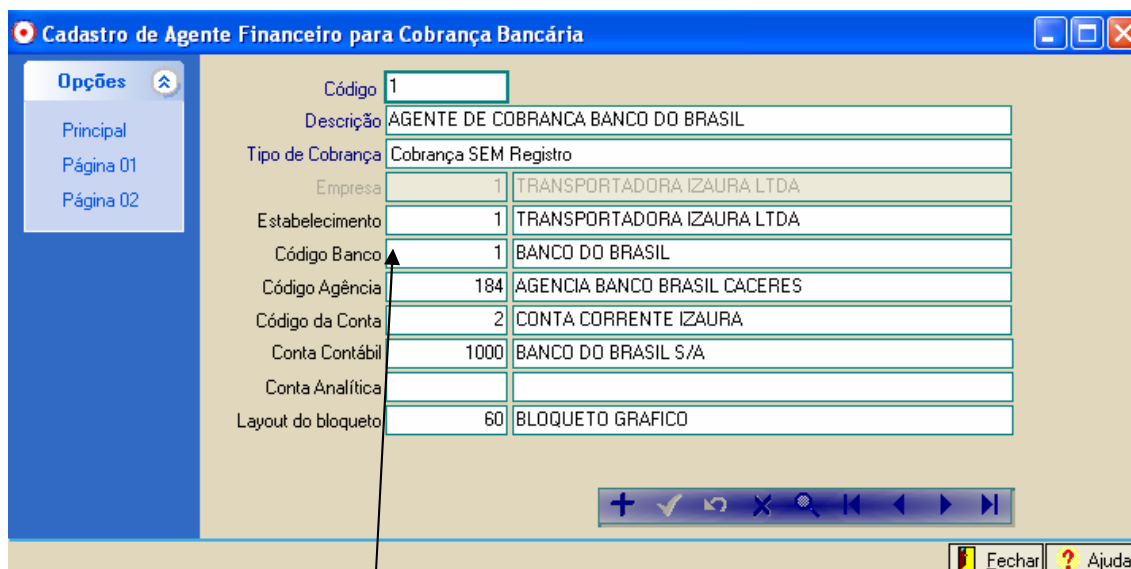 Cadastro de Agente Financeiro para Cobrança Bancária
Opções
Principal
Página 01
Página 02
Código 1
Descrição AGENTE DE COBRANCA BANCO DO BRASIL
Tipo de Cobrança Cobrança SEM Registro
Empresa 1 TRANSPORTADORA IZAURA LTDA
Estabelecimento 1 TRANSPORTADORA IZAURA LTDA
Código Banco 1 BANCO DO BRASIL
Código Agência 184 AGENCIA BANCO BRASIL CACERES
Código da Conta 2 CONTA CORRENTE IZAURA
Conta Contábil 1000 BANCO DO BRASIL S/A
Conta Analítica
Layout do bloqueto 60 BLOQUETO GRAFICO
Fechar ? Ajuda